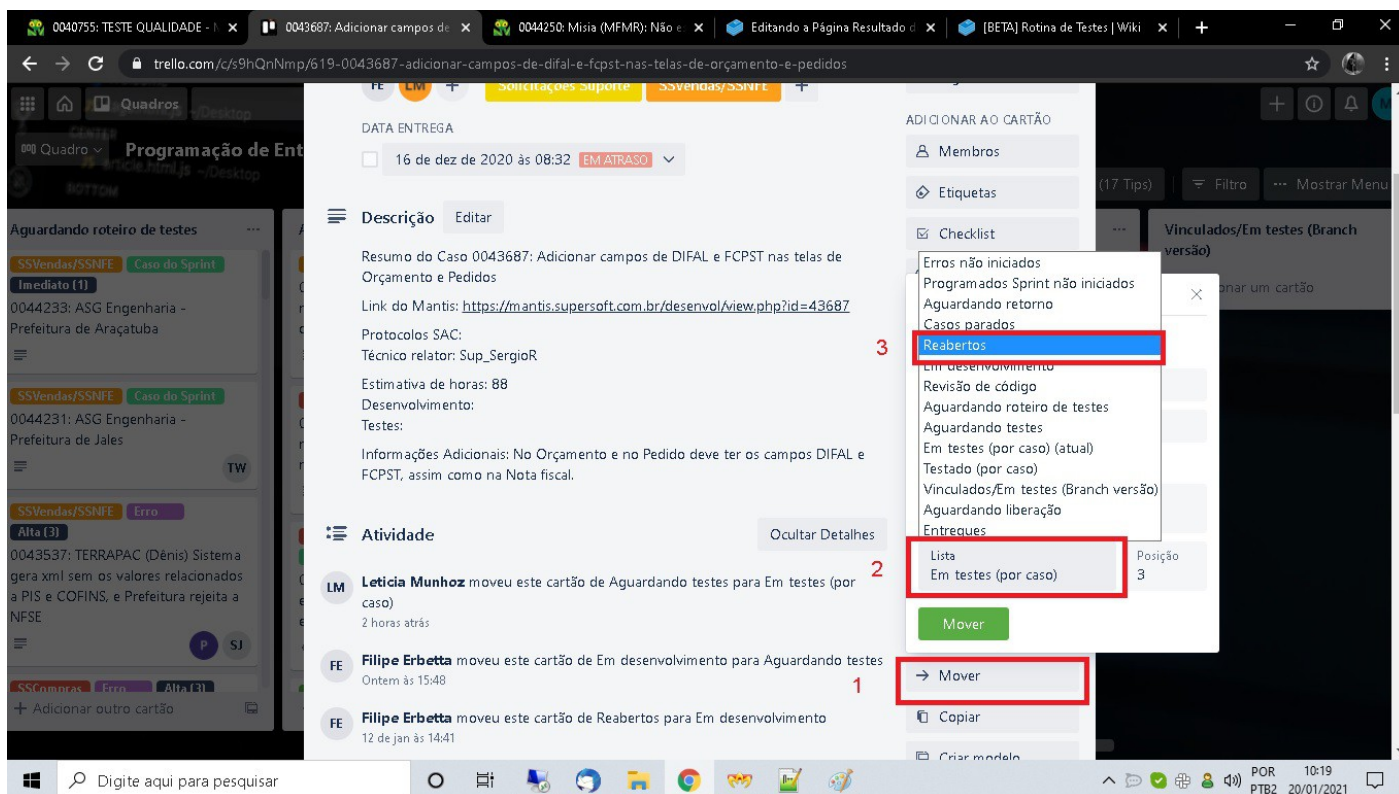 0040755: TESTE QUALIDADE - N
0043687: Adicionar campos de
0044250: Misia (MFMR): Não e
Editando a Página Resultado d
[BETA] Rotina de Testes | Wiki
trello.com/c/s9hQnNmp/619-0043687-adicionar-campos-de-difal-e-fcpst-nas-telas-de-orçamento-e-pedidos
Quadros
~/Desktop
CENTER
Quadro
Programação de Ent
article.html.js ~/Desktop
BOTTOM
(17 Tips)
Filtro
Mostrar Menu
Aguardando roteiro de testes
SSVendas/SSNFE Caso do Sprint
Imediato (1)
0044233: ASG Engenharia -
Prefeitura de Araçatuba
SSVendas/SSNFE Caso do Sprint
0044231: ASG Engenharia -
Prefeitura de Jales
TW
SSVendas/SSNFE Erro
Alta (3)
0043537: TERRAPAC (Dênis) Sistema
gera xml sem os valores relacionados
a PIS e COFINS, e Prefeitura rejeita a
NFSE
P SJ
SSCompras Erro Alta (3)
+ Adicionar outro cartão
FE LM + Solicitações Suporte SSVendas/SSNFE +
DATA ENTREGA
16 de dez de 2020 às 08:32 EM ATRASO
Descrição Editar
Resumo do Caso 0043687: Adicionar campos de DIFAL e FCPST nas telas de
Orçamento e Pedidos
Link do Mantis: https://mantis.supersoft.com.br/desenvol/view.php?id=43687
Protocolos SAC:
Técnico relator: Sup_SergioR
Estimativa de horas: 88
Desenvolvimento:
Testes:
Informações Adicionais: No Orçamento e no Pedido deve ter os campos DIFAL e
FCPST, assim como na Nota fiscal.
Atividade Ocultar Detalhes
LM Leticia Munhoz moveu este cartão de Aguardando testes para Em testes (por
caso)
2 horas atrás
FE Filipe Erbetta moveu este cartão de Em desenvolvimento para Aguardando testes
Ontem às 15:48
FE Filipe Erbetta moveu este cartão de Reabertos para Em desenvolvimento
12 de jan às 14:41
ADICIONAR AO CARTÃO
Membros
Etiquetas
Checklist
Erros não iniciados
Programados Sprint não iniciados
Aguardando retorno
Casos parados
3 Reabertos
Em desenvolvimento
Revisão de código
Aguardando roteiro de testes
Aguardando testes
Em testes (por caso) (atual)
Testado (por caso)
Vinculados/Em testes (Branch versão)
Aguardando liberação
Entregues
2 Lista
Em testes (por caso)
Posição
3
Mover
1 → Mover
Copiar
Criar modelo
Vinculados/Em testes (Branch
versão)
onar um cartão
Digite aqui para pesquisar
POR
PTB2
10:19
20/01/2021